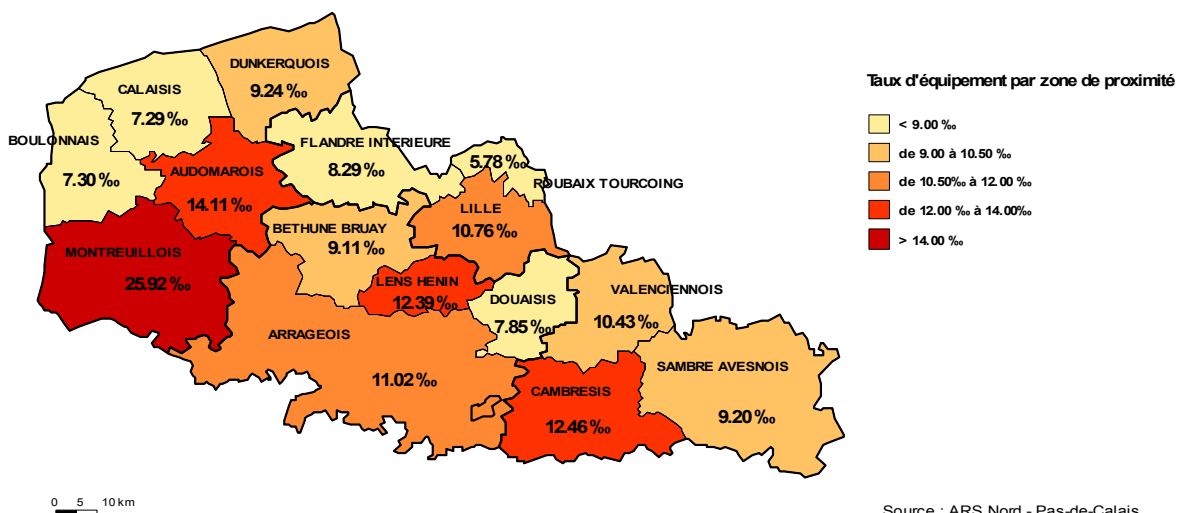 DUNKERQUOIS
9.24 ‰
CALAISIS
7.29 ‰
BOULONNAIS
7.30 ‰
FLANDRE INTERIEURE
8.29 ‰
AUDOMAROIS
14.11 ‰
5.78 ‰
ROUBAIX TOURCOING
LILLE
10.76 ‰
BETHUNE BRUAY
9.11 ‰
MONTREUILLOIS
25.92 ‰
LENS HENIN
12.39 ‰
DOUAISIS
7.85 ‰
VALENCIENNOIS
10.43 ‰
ARRAGEOIS
11.02 ‰
CAMBRESIS
12.46 ‰
SAMBRE AVESNOIS
9.20 ‰
Taux d'équipement par zone de proximité
< 9.00 ‰
de 9.00 à 10.50 ‰
de 10.50‰ à 12.00 ‰
de 12.00 ‰ à 14.00‰
> 14.00 ‰
0 5 10 km
Source : ARS Nord - Pas-de-Calais